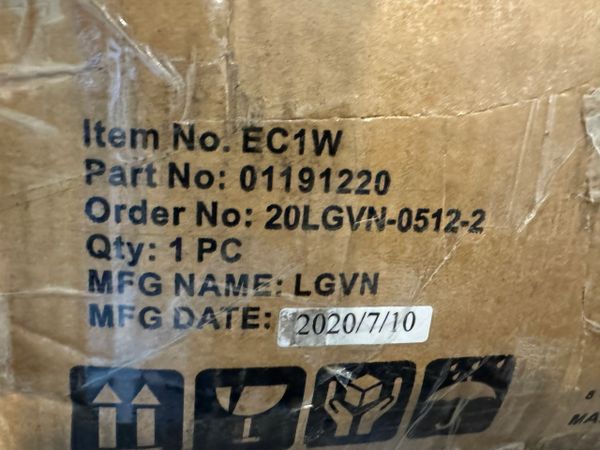 Item No. EC1W
Part No: 01191220
Order No: 20LGVN-0512-2
Qty: 1 PC
MFG NAME: LGVN
MFG DATE: 2020/7/10
8